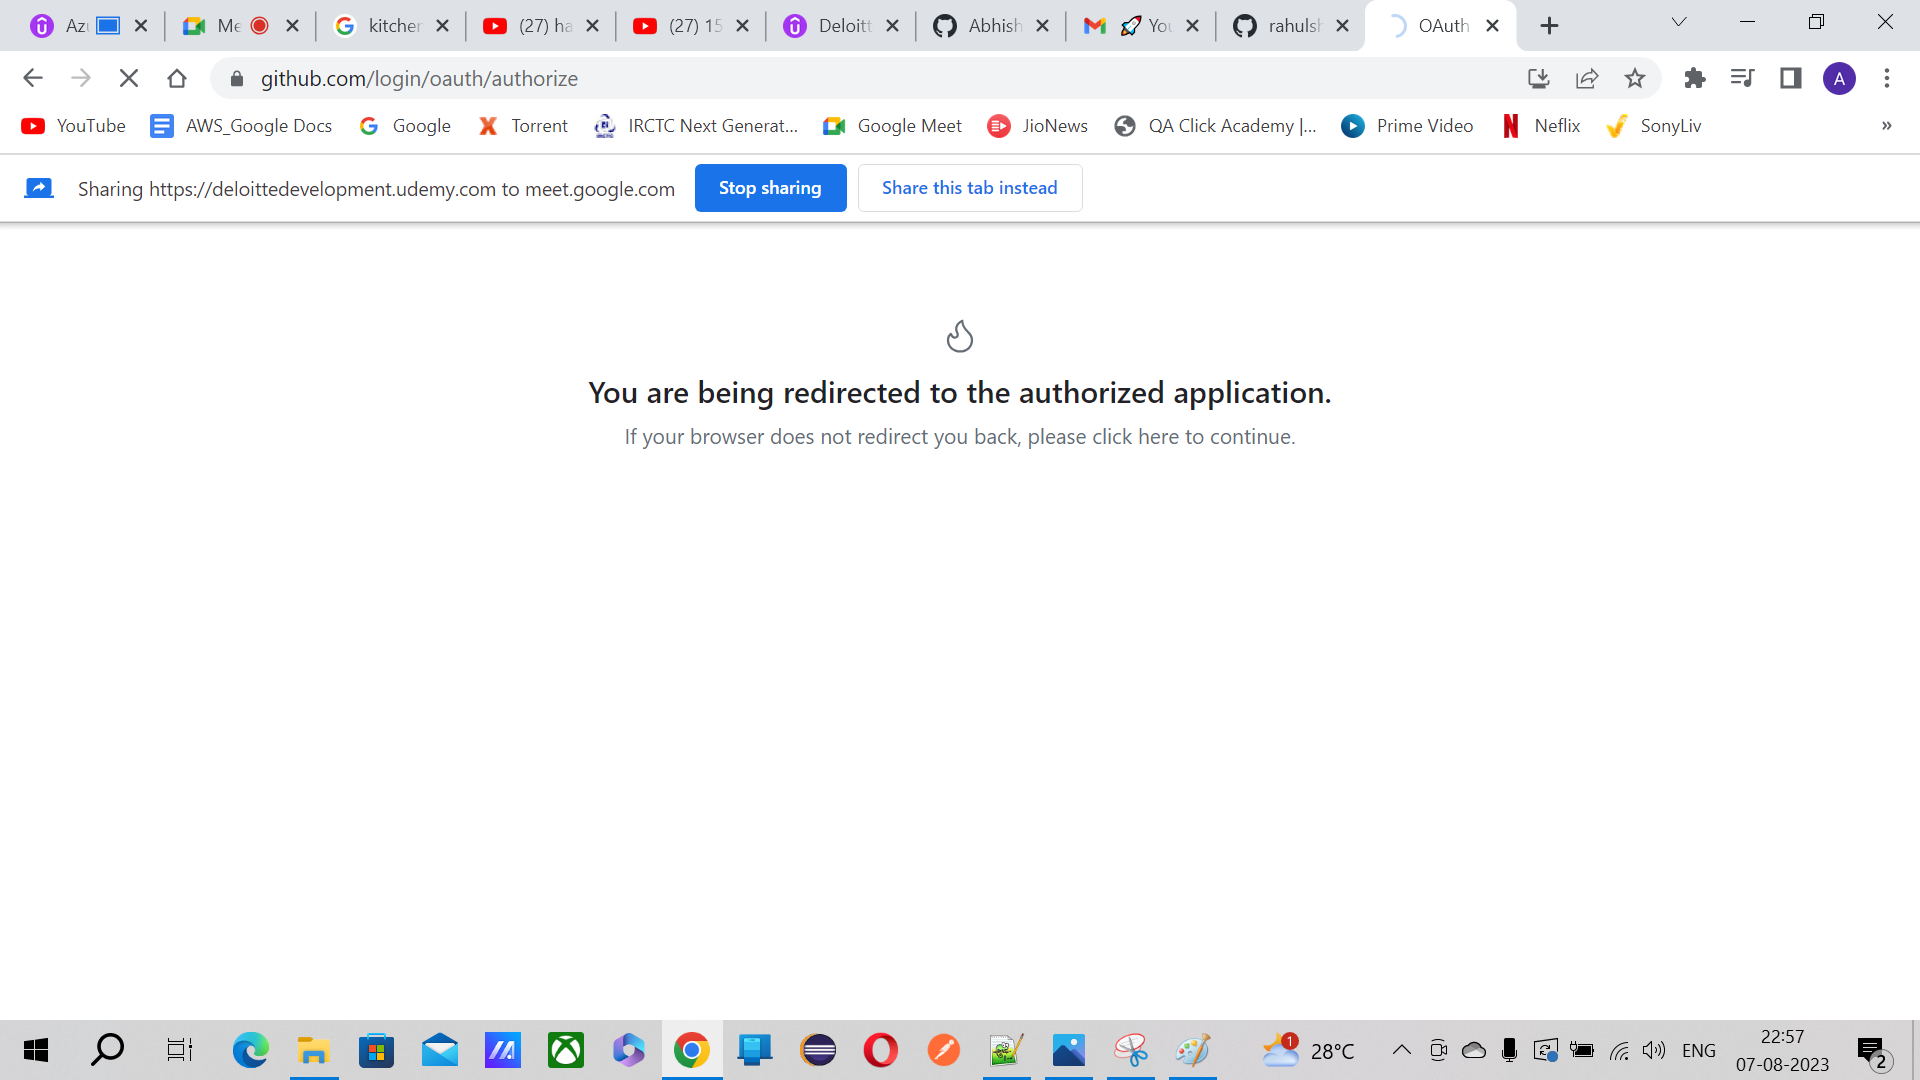 Az
Me
kitchen
(27) ha
(27) 15
Deloitt
Abhish
You
rahulsh
OAuth
github.com/login/oauth/authorize
A
YouTube
AWS_Google Docs
Google
Torrent
IRCTC Next Generat...
Google Meet
JioNews
QA Click Academy |...
Prime Video
Neflix
SonyLiv
»
Sharing https://deloittedevelopment.udemy.com to meet.google.com
Stop sharing
Share this tab instead
You are being redirected to the authorized application.
If your browser does not redirect you back, please click here to continue.
1
28°C
ENG
22:57
07-08-2023
2